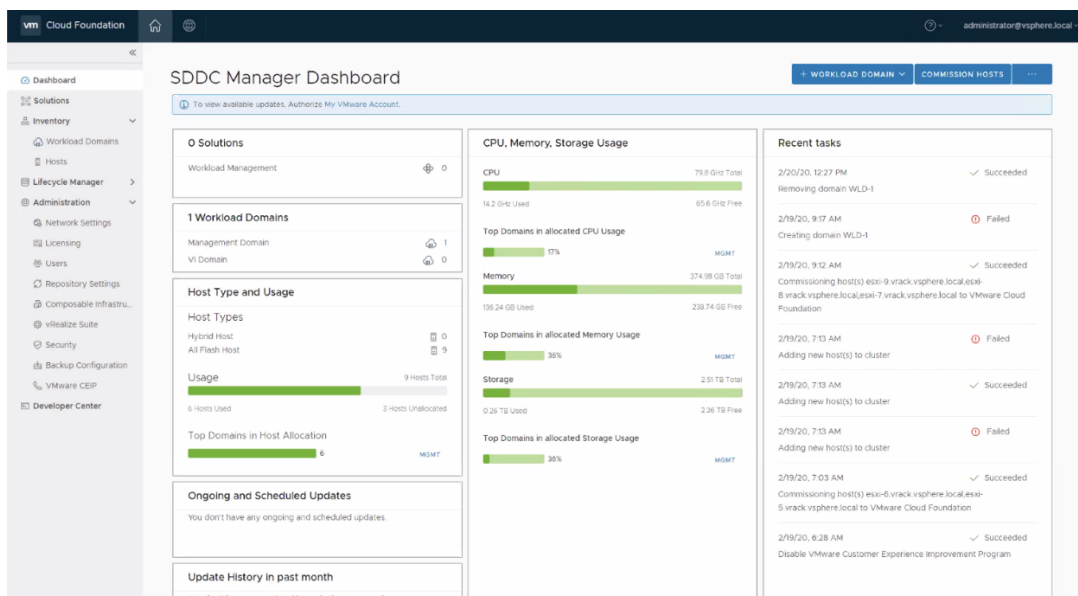 vm Cloud Foundation
administrator@vsphere.local
Dashboard
Solutions
Inventory
Workload Domains
Hosts
Lifecycle Manager
Administration
Network Settings
Licensing
Users
Repository Settings
Composable Infrastru...
vRealize Suite
Security
Backup Configuration
VMware CEIP
Developer Center
SDDC Manager Dashboard
+ WORKLOAD DOMAIN
COMMISSION HOSTS
...
To view available updates, Authorize My VMware Account.
0 Solutions
Workload Management 0
1 Workload Domains
Management Domain 1
VI Domain 0
Host Type and Usage
Host Types
Hybrid Host 0
All Flash Host 9
Usage 9 Hosts Total
6 Hosts Used 3 Hosts Unallocated
Top Domains in Host Allocation
6 MGMT
Ongoing and Scheduled Updates
You don't have any ongoing and scheduled updates.
Update History in past month
CPU, Memory, Storage Usage
CPU 79.8 GHz Total
14.2 GHz Used 65.6 GHz Free
Top Domains in allocated CPU Usage
17% MGMT
Memory 374.98 GB Total
136.24 GB Used 238.74 GB Free
Top Domains in allocated Memory Usage
36% MGMT
Storage 2.51 TB Total
0.26 TB Used 2.26 TB Free
Top Domains in allocated Storage Usage
38% MGMT
Recent tasks
2/20/20, 12:27 PM Succeeded
Removing domain WLD-1
2/19/20, 9:17 AM Failed
Creating domain WLD-1
2/19/20, 9:12 AM Succeeded
Commissioning host(s) esxi-9.vrack.vsphere.local,esxi-
8.vrack.vsphere.local,esxi-7.vrack.vsphere.local to VMware Cloud
Foundation
2/19/20, 7:13 AM Failed
Adding new host(s) to cluster
2/19/20, 7:13 AM Succeeded
Adding new host(s) to cluster
2/19/20, 7:13 AM Failed
Adding new host(s) to cluster
2/19/20, 7:03 AM Succeeded
Commissioning host(s) esxi-6.vrack.vsphere.local,esxi-
5.vrack.vsphere.local to VMware Cloud Foundation
2/19/20, 6:28 AM Succeeded
Disable VMware Customer Experience Improvement Program